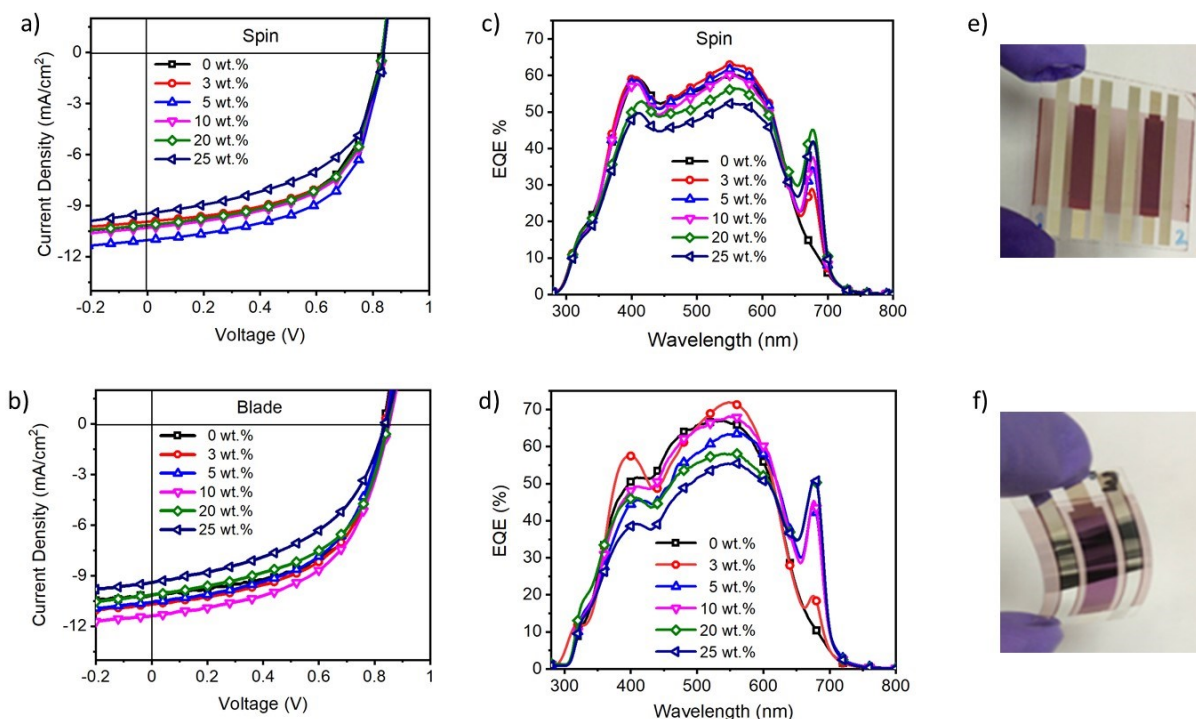 a)
Spin
0 wt.%
3 wt.%
5 wt.%
10 wt.%
20 wt.%
25 wt.%
Current Density (mA/cm²)
0
-3
-6
-9
-12
-0.2 0 0.2 0.4 0.6 0.8 1
Voltage (V)
c)
Spin
0 wt.%
3 wt.%
5 wt.%
10 wt.%
20 wt.%
25 wt.%
EQE %
70
60
50
40
30
20
10
0
300 400 500 600 700 800
Wavelength (nm)
e)
2
b)
Blade
0 wt.%
3 wt.%
5 wt.%
10 wt.%
20 wt.%
25 wt.%
Current Density (mA/cm²)
0
-3
-6
-9
-12
-0.2 0 0.2 0.4 0.6 0.8 1
Voltage (V)
d)
0 wt.%
3 wt.%
5 wt.%
10 wt.%
20 wt.%
25 wt.%
EQE (%)
70
60
50
40
30
20
10
0
300 400 500 600 700 800
Wavelength (nm)
f)